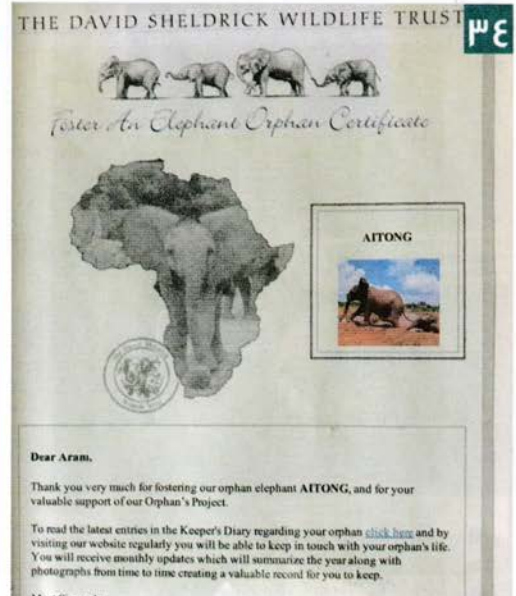 THE DAVID SHELDRICK WILDLIFE TRUST
٣٤
Foster An Elephant Orphan Certificate
AITONG
Dear Aram,
Thank you very much for fostering our orphan elephant AITONG, and for your
valuable support of our Orphan's Project.
To read the latest entries in the Keeper's Diary regarding your orphan click here and by
visiting our website regularly you will be able to keep in touch with your orphan's life.
You will receive monthly updates which will summarize the year along with
photographs from time to time creating a valuable record for you to keep.